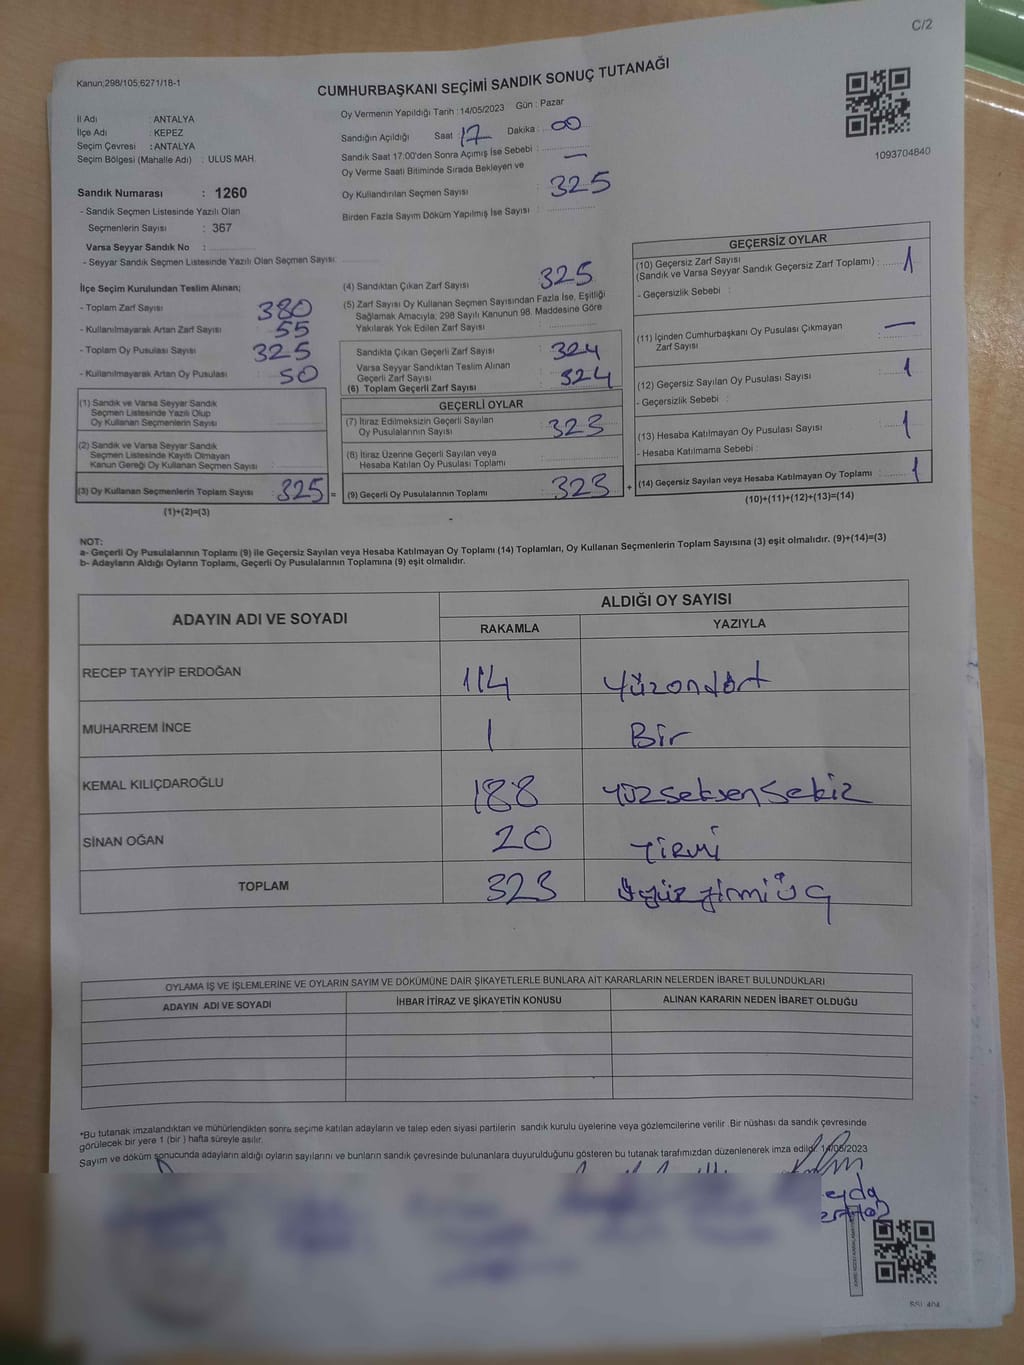 C/2
Kanun;298/105;6271/18-1
CUMHURBAŞKANI SEÇİMİ SANDIK SONUÇ TUTANAĞI
Oy Vermenin Yapıldığı Tarih :14/05/2023 Gün : Pazar
İl Adı : ANTALYA
İlçe Adı : KEPEZ
Seçim Çevresi : ANTALYA
Seçim Bölgesi (Mahalle Adı) : ULUS MAH.
Sandığın Açıldığı Saat : 17 Dakika : 00
Sandık Saat 17:00'den Sonra Açımış İse Sebebi :
Oy Verme Saati Bitiminde Sırada Bekleyen ve
Oy Kullandırılan Seçmen Sayısı : 325
Birden Fazla Sayım Döküm Yapılmış İse Sayısı :
1093704840
Sandık Numarası : 1260
- Sandık Seçmen Listesinde Yazılı Olan
Seçmenlerin Sayısı : 367
Varsa Seyyar Sandık No :
- Seyyar Sandık Seçmen Listesinde Yazılı Olan Seçmen Sayısı:
İlçe Seçim Kurulundan Teslim Alınan;
- Toplam Zarf Sayısı : 380
- Kullanılmayarak Artan Zarf Sayısı : 55
- Toplam Oy Pusulası Sayısı : 325
- Kullanılmayarak Artan Oy Pusulası : 50
(1) Sandık ve Varsa Seyyar Sandık
Seçmen Listesinde Yazılı Olup
Oy Kullanan Seçmenlerin Sayısı :
(2) Sandık ve Varsa Seyyar Sandık
Seçmen Listesinde Kayıtlı Olmayan
Kanun Gereği Oy Kullanan Seçmen Sayısı :
(3) Oy Kullanan Seçmenlerin Toplam Sayısı : 325 =
(1)+(2)=(3)
(4) Sandıktan Çıkan Zarf Sayısı : 325
(5) Zarf Sayısı Oy Kullanan Seçmen Sayısından Fazla İse, Eşitliği
Sağlamak Amacıyla, 298 Sayılı Kanunun 98. Maddesine Göre
Yakılarak Yok Edilen Zarf Sayısı :
Sandıkta Çıkan Geçerli Zarf Sayısı : 324
Varsa Seyyar Sandıktan Teslim Alınan
Geçerli Zarf Sayısı :
(6) Toplam Geçerli Zarf Sayısı : 324
GEÇERLİ OYLAR
(7) İtiraz Edilmeksizin Geçerli Sayılan
Oy Pusulalarının Sayısı : 323
(8) İtiraz Üzerine Geçerli Sayılan veya
Hesaba Katılan Oy Pusulası Toplamı :
(9) Geçerli Oy Pusulalarının Toplamı : 323 +
GEÇERSİZ OYLAR
(10) Geçersiz Zarf Sayısı
(Sandık ve Varsa Seyyar Sandık Geçersiz Zarf Toplamı) : 1
- Geçersizlik Sebebi :
(11) İçinden Cumhurbaşkanı Oy Pusulası Çıkmayan
Zarf Sayısı : —
(12) Geçersiz Sayılan Oy Pusulası Sayısı : 1
- Geçersizlik Sebebi :
(13) Hesaba Katılmayan Oy Pusulası Sayısı : 1
- Hesaba Katılmama Sebebi :
(14) Geçersiz Sayılan veya Hesaba Katılmayan Oy Toplamı : 1
(10)+(11)+(12)+(13)=(14)
NOT:
a- Geçerli Oy Pusulalarının Toplamı (9) ile Geçersiz Sayılan veya Hesaba Katılmayan Oy Toplamı (14) Toplamları, Oy Kullanan Seçmenlerin Toplam Sayısına (3) eşit olmalıdır. (9)+(14)=(3)
b- Adayların Aldığı Oyların Toplamı, Geçerli Oy Pusulalarının Toplamına (9) eşit olmalıdır.
ADAYIN ADI VE SOYADI ALDIĞI OY SAYISI
RAKAMLA YAZIYLA
RECEP TAYYİP ERDOĞAN 114 Yüzondört
MUHARREM İNCE 1 Bir
KEMAL KILIÇDAROĞLU 188 YüzSeksenSekiz
SİNAN OĞAN 20 Yirmi
TOPLAM 323 üçyüz yirmi üç
OYLAMA İŞ VE İŞLEMLERİNE VE OYLARIN SAYIM VE DÖKÜMÜNE DAİR ŞİKAYETLERLE BUNLARA AİT KARARLARIN NELERDEN İBARET BULUNDUKLARI
ADAYIN ADI VE SOYADI İHBAR İTİRAZ VE ŞİKAYETİN KONUSU ALINAN KARARIN NEDEN İBARET OLDUĞU
*Bu tutanak imzalandıktan ve mühürlendikten sonra seçime katılan adayların ve talep eden siyasi partilerin sandık kurulu üyelerine veya gözlemcilerine verilir .Bir nüshası da sandık çevresinde
görülecek bir yere 1 (bir ) hafta süreyle asılır.
Sayım ve döküm sonucunda adayların aldığı oyların sayılarını ve bunların sandık çevresinde bulunanlara duyurulduğunu gösteren bu tutanak tarafımızdan düzenlenerek imza edildi. 14/05/2023